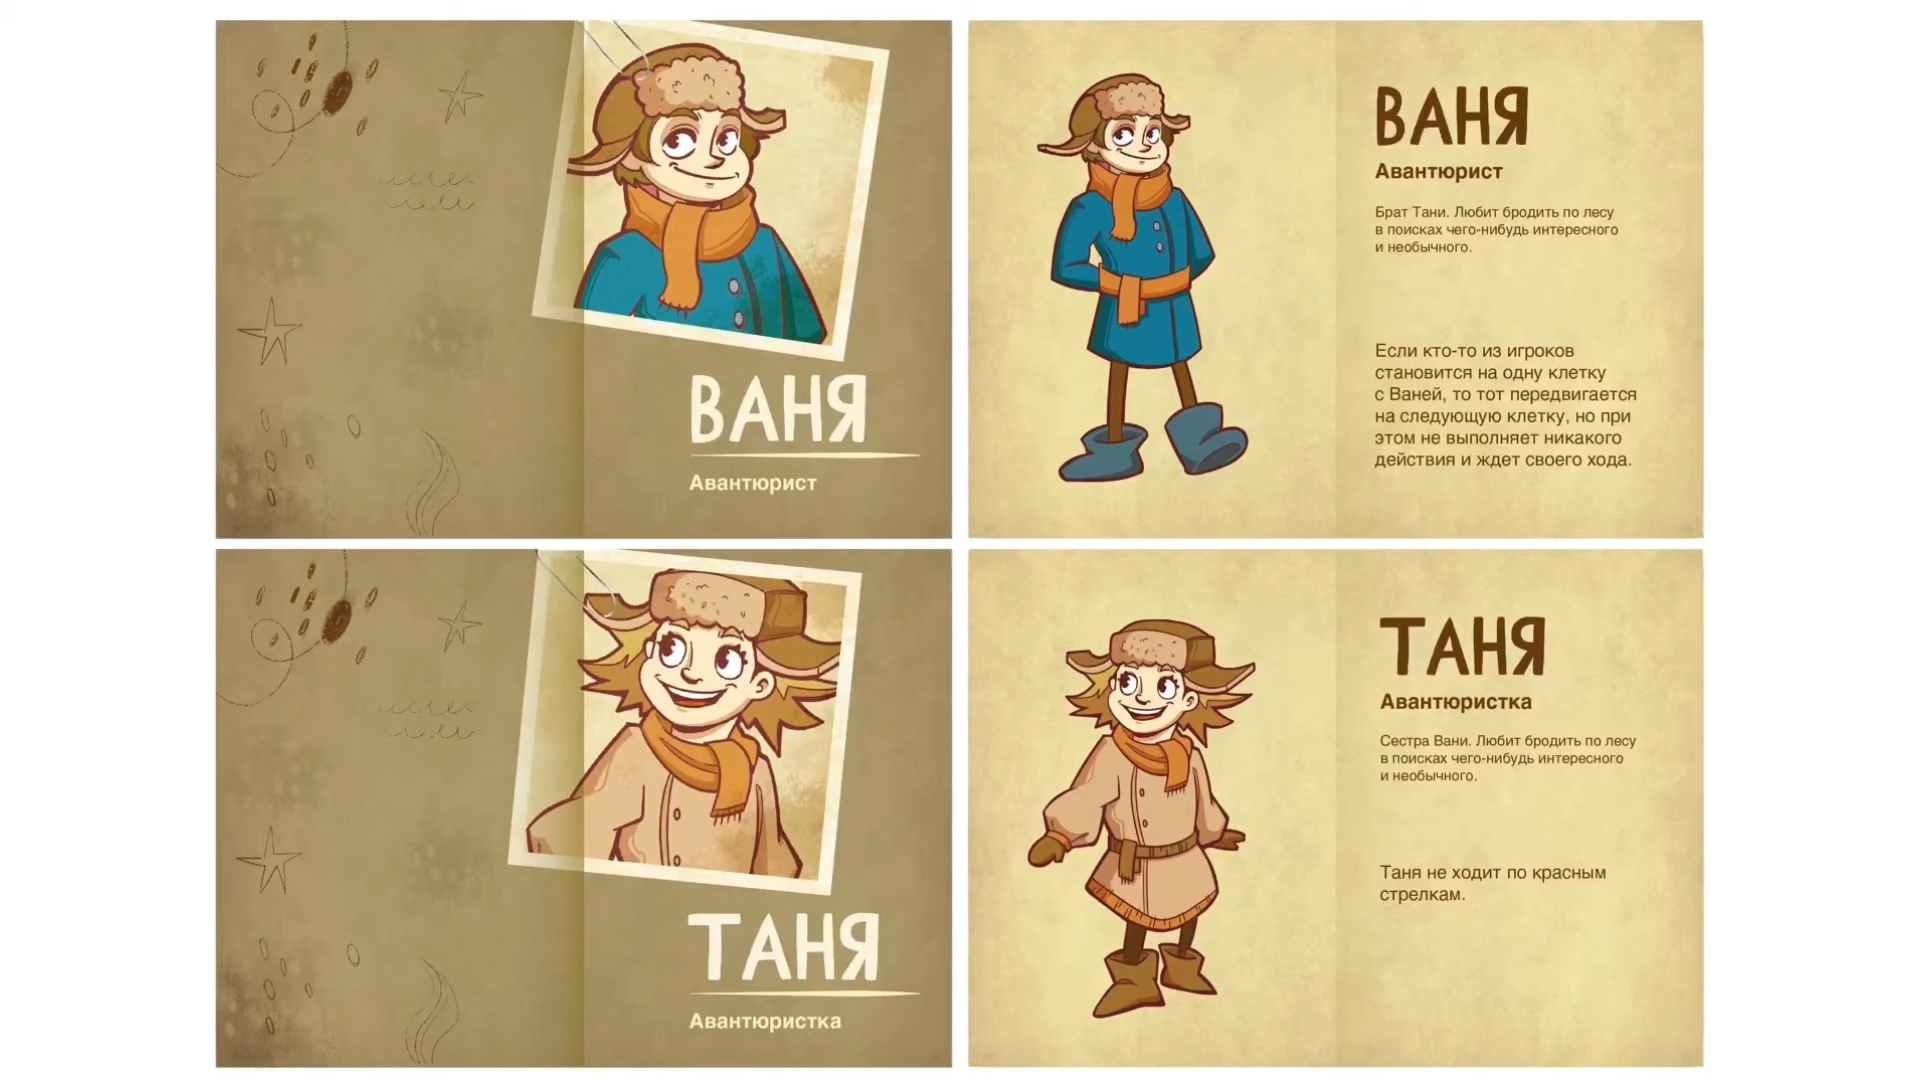 ВАНЯ
Авантюрист
ВАНЯ
Авантюрист
Брат Тани. Любит бродить по лесу
в поисках чего-нибудь интересного
и необычного.
Если кто-то из игроков
становится на одну клетку
с Ваней, то тот передвигается
на следующую клетку, но при
этом не выполняет никакого
действия и ждет своего хода.
ТАНЯ
Авантюристка
ТАНЯ
Авантюристка
Сестра Вани. Любит бродить по лесу
в поисках чего-нибудь интересного
и необычного.
Таня не ходит по красным
стрелкам.